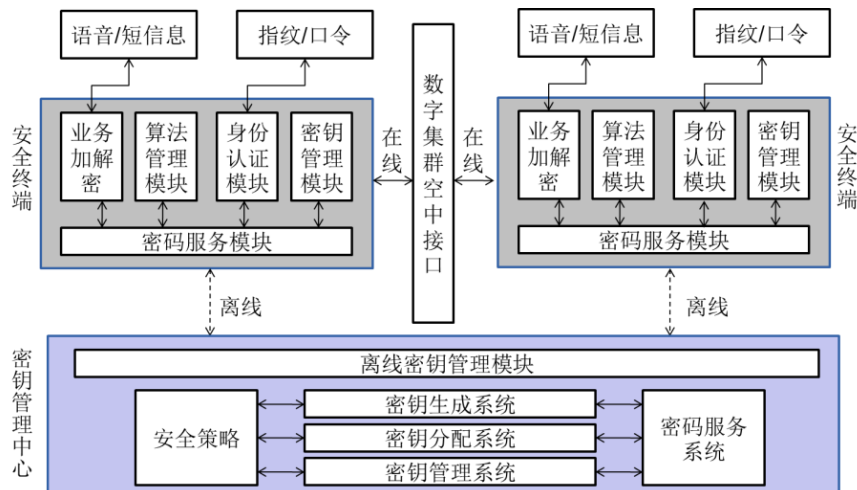 语音/短信息
指纹/口令
语音/短信息
指纹/口令
安全终端
业务
加解
密
算法
管理
模块
身份
认证
模块
密钥
管理
模块
密码服务模块
在线
数字集群空中接口
在线
业务
加解
密
算法
管理
模块
身份
认证
模块
密钥
管理
模块
密码服务模块
安全终端
离线
离线
密钥管理中心
离线密钥管理模块
安全策略
密钥生成系统
密钥分配系统
密钥管理系统
密码服务
系统